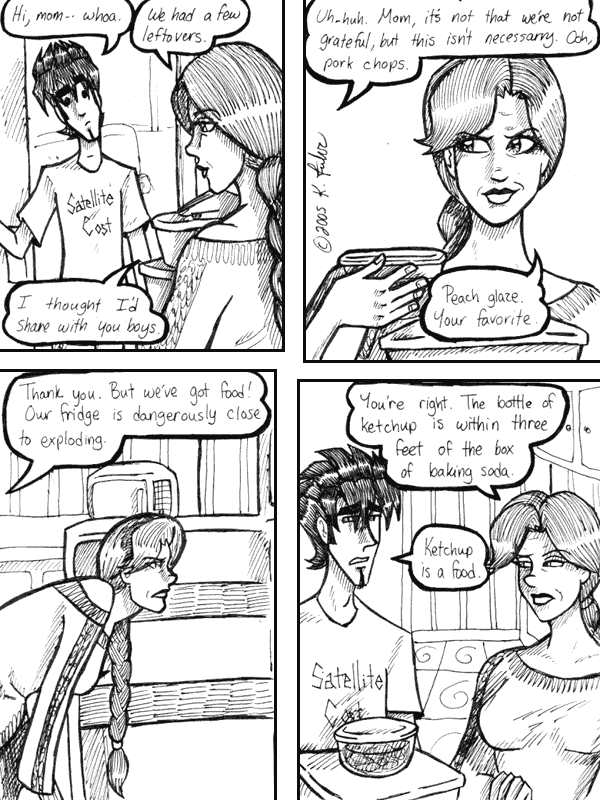 Hi, mom-- whoa.
We had a few
leftovers.
Satellite
Cost
I thought I'd
share with you boys.
Uh-huh. Mom, it's not that we're not
grateful, but this isn't necessarry. Ooh,
pork chops.
©2005 K.
Peach glaze.
Your favorite.
Thank you. But we've got food!
Our fridge is dangerously close
to exploding.
You're right. The bottle of
ketchup is within three
feet of the box
of baking soda.
Ketchup
is a food.
Satellite
Cost